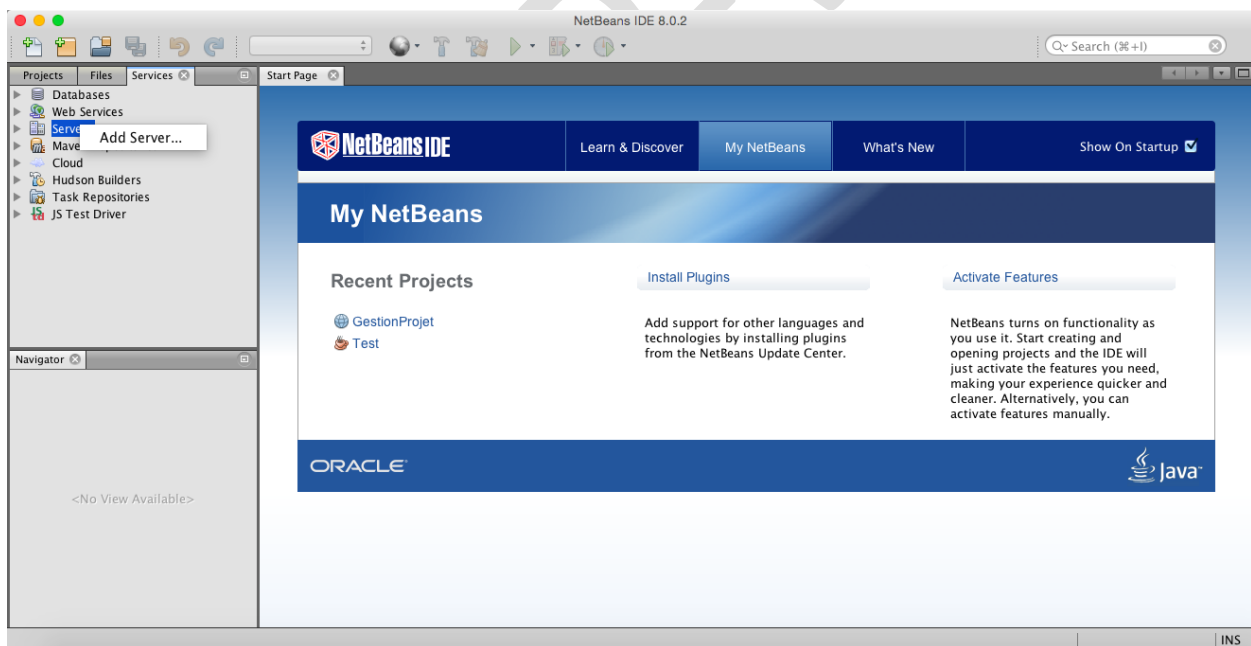 NetBeans IDE 8.0.2
Search (⌘+I)
Projects Files Services
Start Page
Databases
Web Services
Serve
Add Server...
Mave
Cloud
Hudson Builders
Task Repositories
JS Test Driver
NetBeans IDE
Learn & Discover
My NetBeans
What's New
Show On Startup
My NetBeans
Recent Projects
GestionProjet
Test
Install Plugins
Add support for other languages and
technologies by installing plugins
from the NetBeans Update Center.
Activate Features
NetBeans turns on functionality as
you use it. Start creating and
opening projects and the IDE will
just activate the features you need,
making your experience quicker and
cleaner. Alternatively, you can
activate features manually.
Navigator
<No View Available>
ORACLE
Java
INS